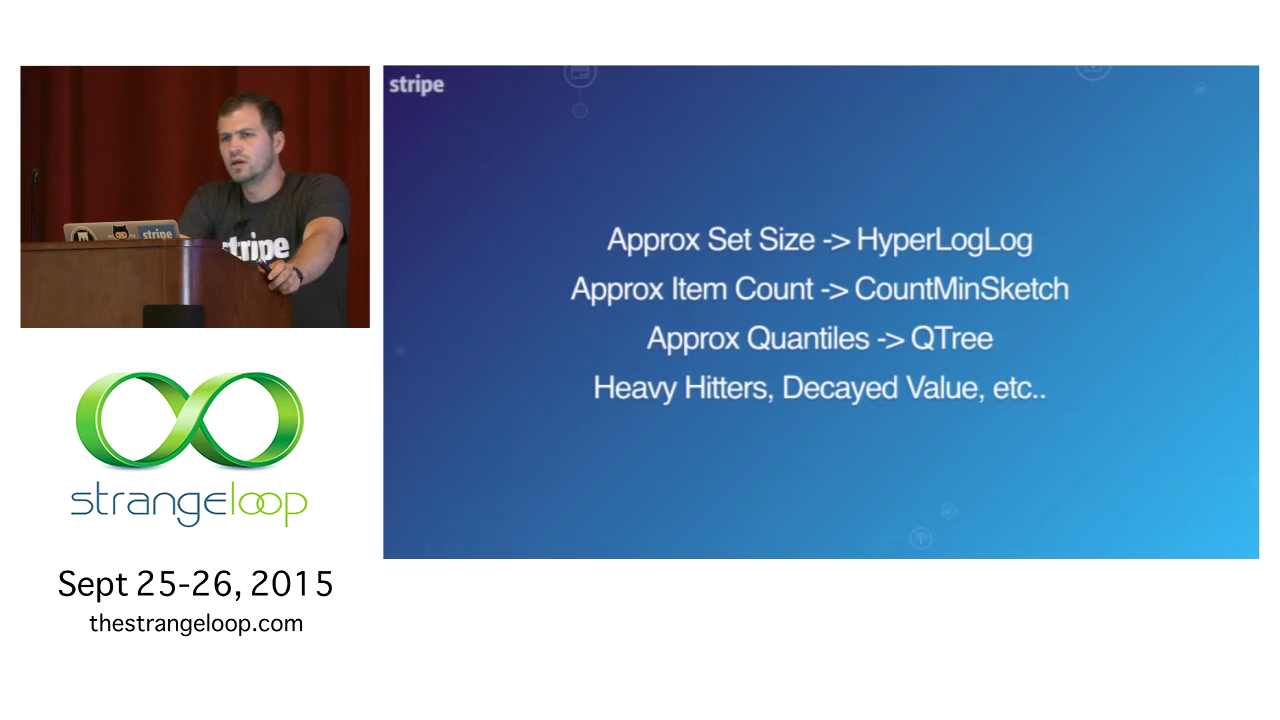 stripe
Approx Set Size -> HyperLogLog
Approx Item Count -> CountMinSketch
Approx Quantiles -> QTree
Heavy Hitters, Decayed Value, etc..
stripe
stripe
strangeloop
Sept 25-26, 2015
thestrangeloop.com